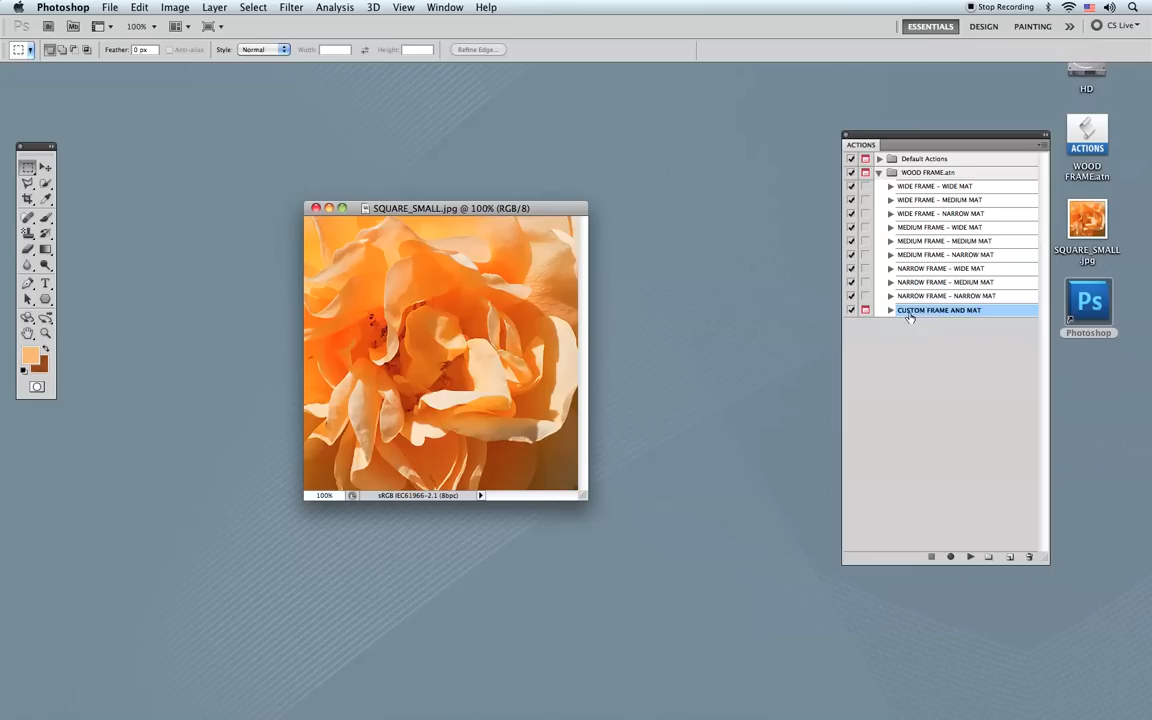 Photoshop File Edit Image Layer Select Filter Analysis 3D View Window Help Stop Recording
Ps Br Mb 100% ESSENTIALS DESIGN PAINTING >> CS Live
Feather: 0 px Anti-alias Style: Normal Width: Height: Refine Edge...
HD
ACTIONS
WOOD
FRAME.atn
SQUARE_SMALL
.jpg
Ps
Photoshop
SQUARE_SMALL.jpg @ 100% (RGB/8)
100% sRGB IEC61966-2.1 (8bpc)
ACTIONS
Default Actions
WOOD FRAME.atn
WIDE FRAME - WIDE MAT
WIDE FRAME - MEDIUM MAT
WIDE FRAME - NARROW MAT
MEDIUM FRAME - WIDE MAT
MEDIUM FRAME - MEDIUM MAT
MEDIUM FRAME - NARROW MAT
NARROW FRAME - WIDE MAT
NARROW FRAME - MEDIUM MAT
NARROW FRAME - NARROW MAT
CUSTOM FRAME AND MAT